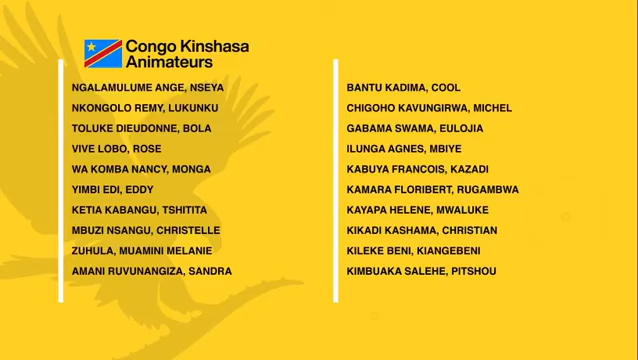 Congo Kinshasa
Animateurs
NGALAMULUME ANGE, NSEYA
NKONGOLO REMY, LUKUNKU
TOLUKE DIEUDONNE, BOLA
VIVE LOBO, ROSE
WA KOMBA NANCY, MONGA
YIMBI EDI, EDDY
KETIA KABANGU, TSHITITA
MBUZI NSANGU, CHRISTELLE
ZUHULA, MUAMINI MELANIE
AMANI RUVUNANGIZA, SANDRA
BANTU KADIMA, COOL
CHIGOHO KAVUNGIRWA, MICHEL
GABAMA SWAMA, EULOJIA
ILUNGA AGNES, MBIYE
KABUYA FRANCOIS, KAZADI
KAMARA FLORIBERT, RUGAMBWA
KAYAPA HELENE, MWALUKE
KIKADI KASHAMA, CHRISTIAN
KILEKE BENI, KIANGEBENI
KIMBUAKA SALEHE, PITSHOU